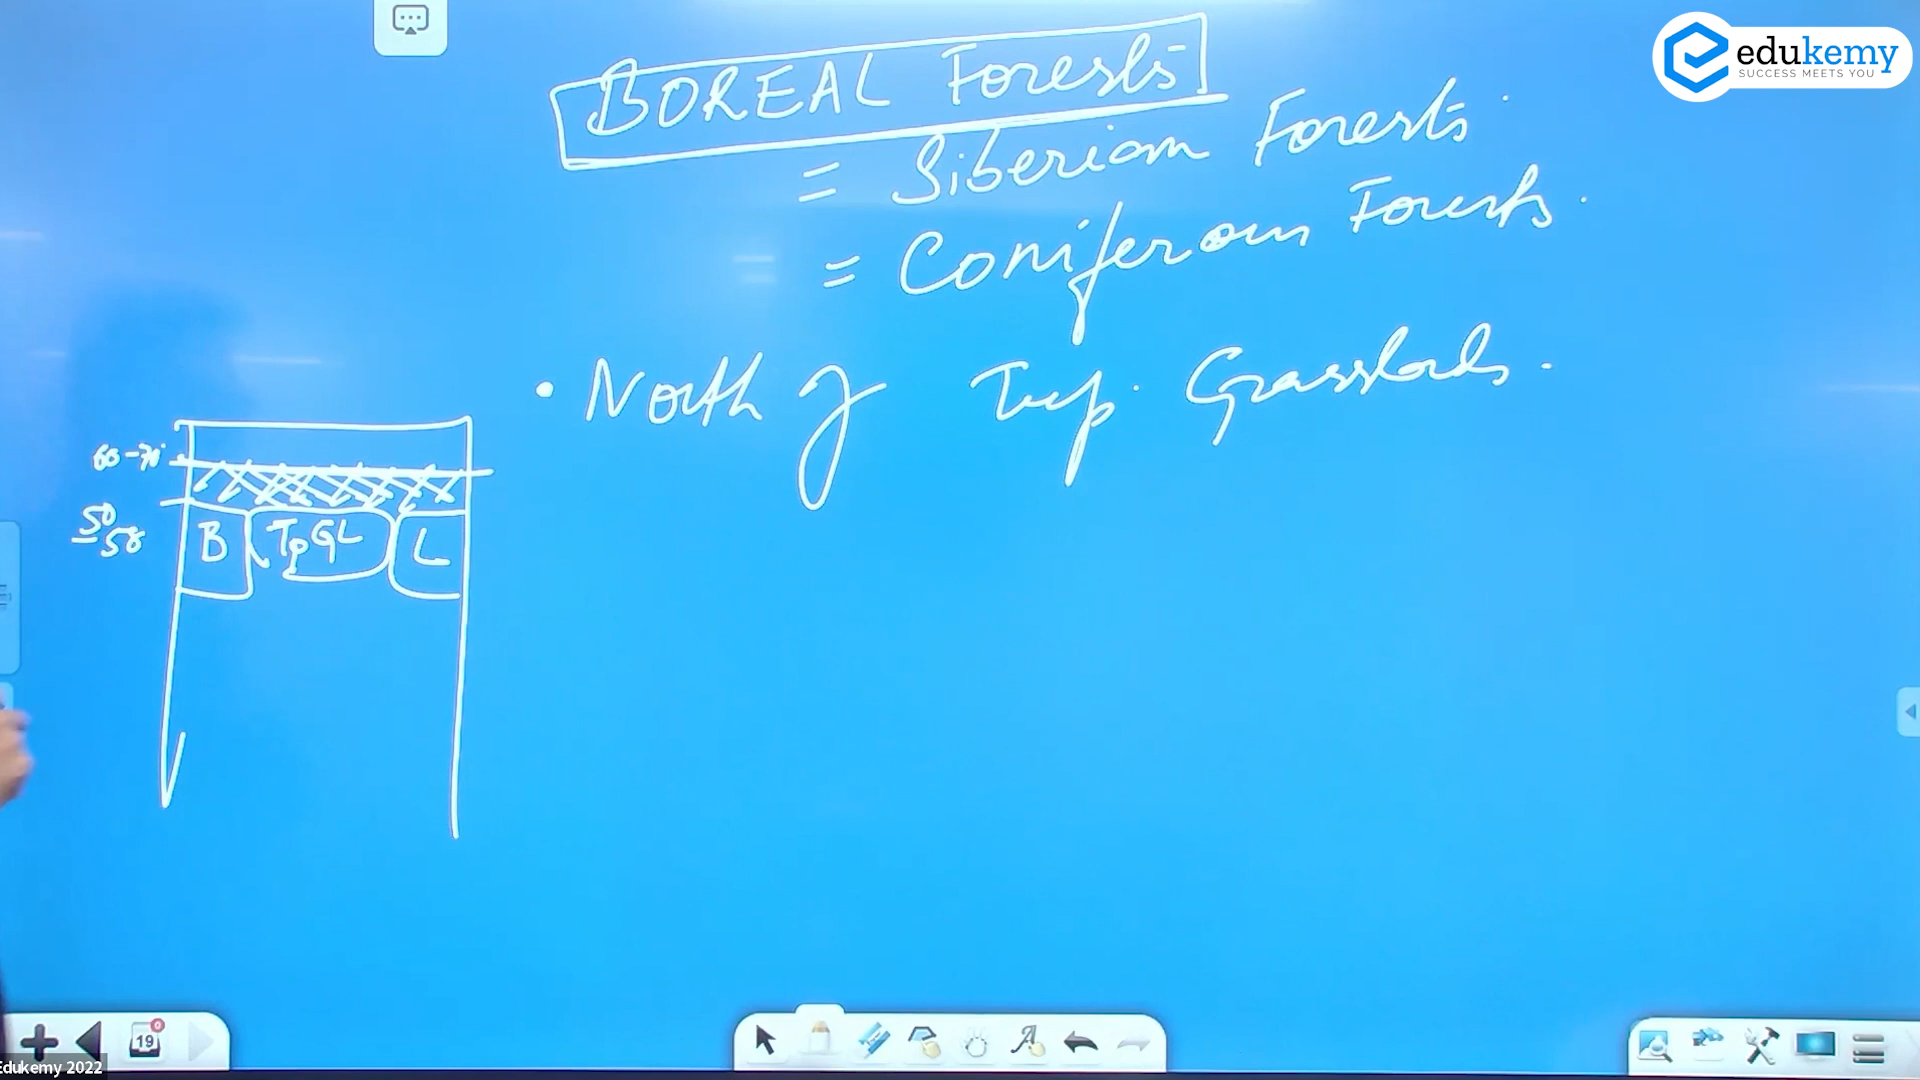 BOREAL Forests
= Siberian Forests.
= Coniferous Forests.
• North of Temp. Grasslands.
60-70°
50
58
B TpGL L
edukemy
SUCCESS MEETS YOU
19
0
Edukemy 2022